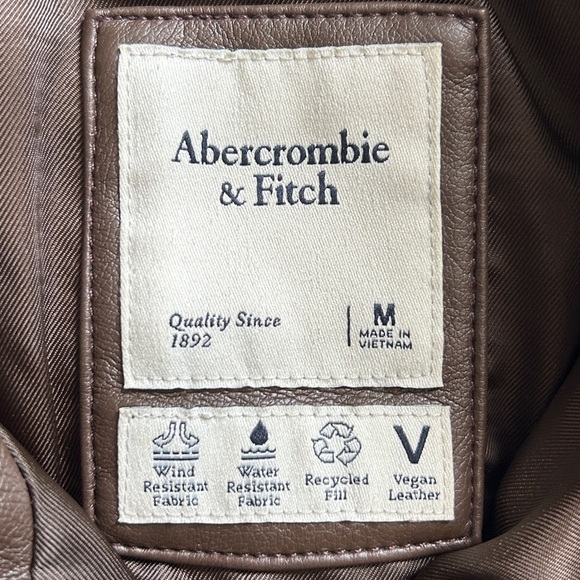 Abercrombie
& Fitch
Quality Since
1892
M
MADE IN
VIETNAM
Wind
Resistant
Fabric
Water
Resistant
Fabric
Recycled
Fill
V
Vegan
Leather